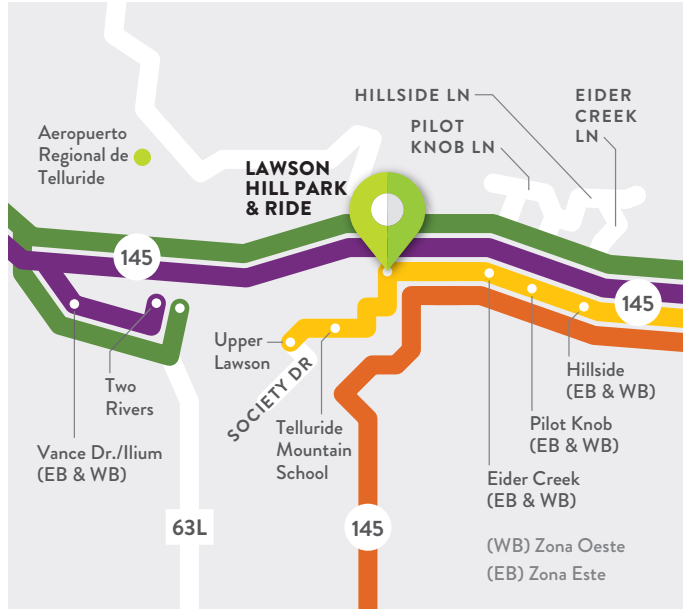 HILLSIDE LN
EIDER
CREEK
LN
PILOT
KNOB LN
Aeropuerto
Regional de
Telluride
LAWSON
HILL PARK
& RIDE
145
145
Upper
Lawson
SOCIETY DR
Two
Rivers
Telluride
Mountain
School
Hillside
(EB & WB)
Pilot Knob
(EB & WB)
Vance Dr./Ilium
(EB & WB)
Eider Creek
(EB & WB)
63L
145
(WB) Zona Oeste
(EB) Zona Este